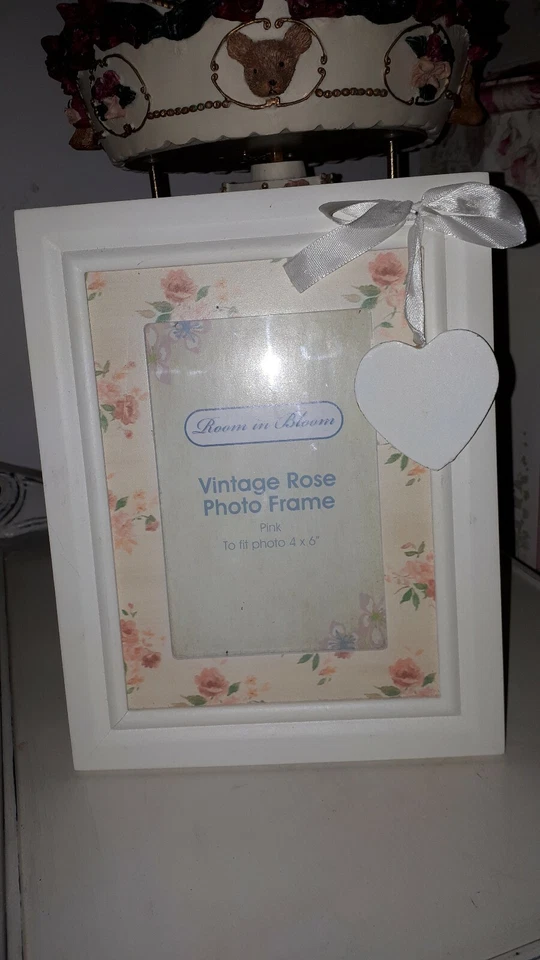 Room in Bloom
Vintage Rose
Photo Frame
Pink
To fit photo 4 x 6"